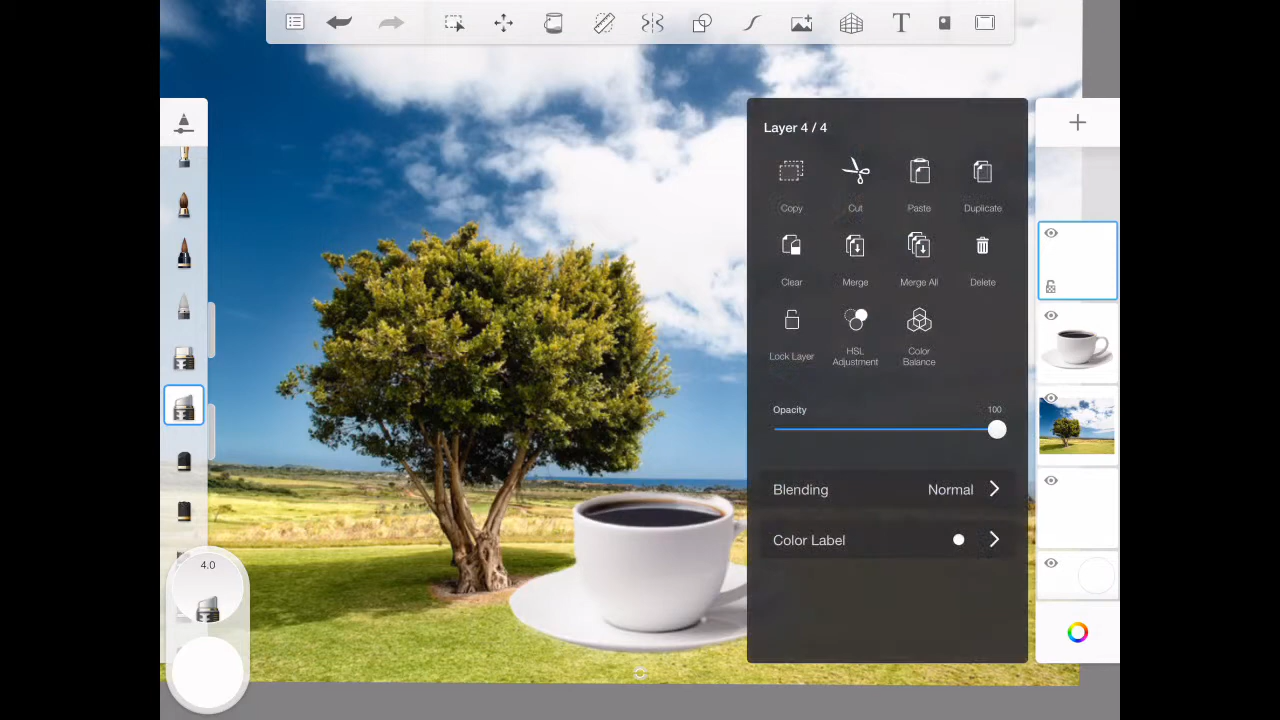 T
Layer 4 / 4
Copy
Cut
Paste
Duplicate
Clear
Merge
Merge All
Delete
Lock Layer
HSL
Adjustment
Color
Balance
Opacity
100
Blending
Normal
Color Label
4.0